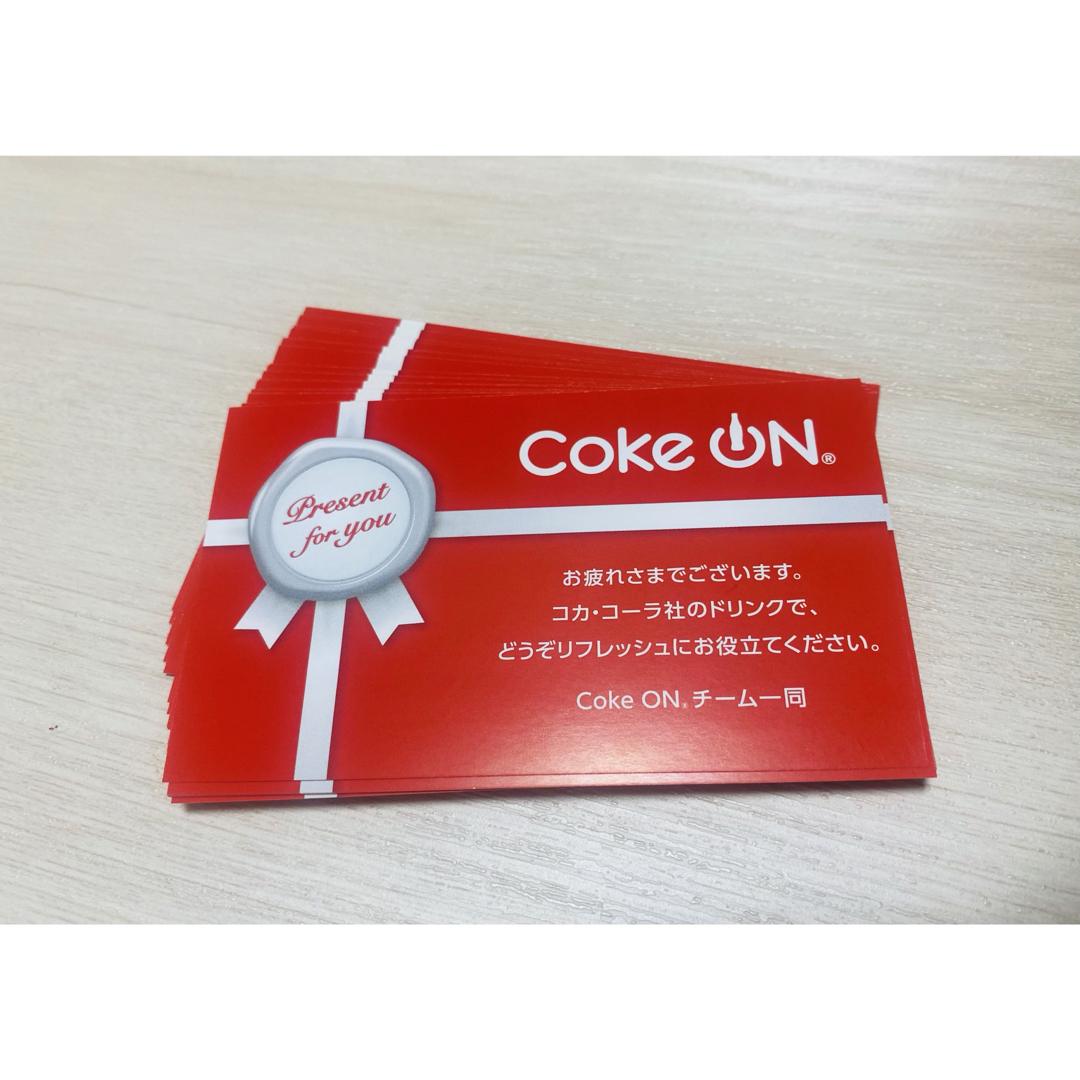 Coke ON®
Present
for you
お疲れさまでございます。
コカ・コーラ社のドリンクで、
どうぞリフレッシュにお役立てください。
Coke ON®チーム一同